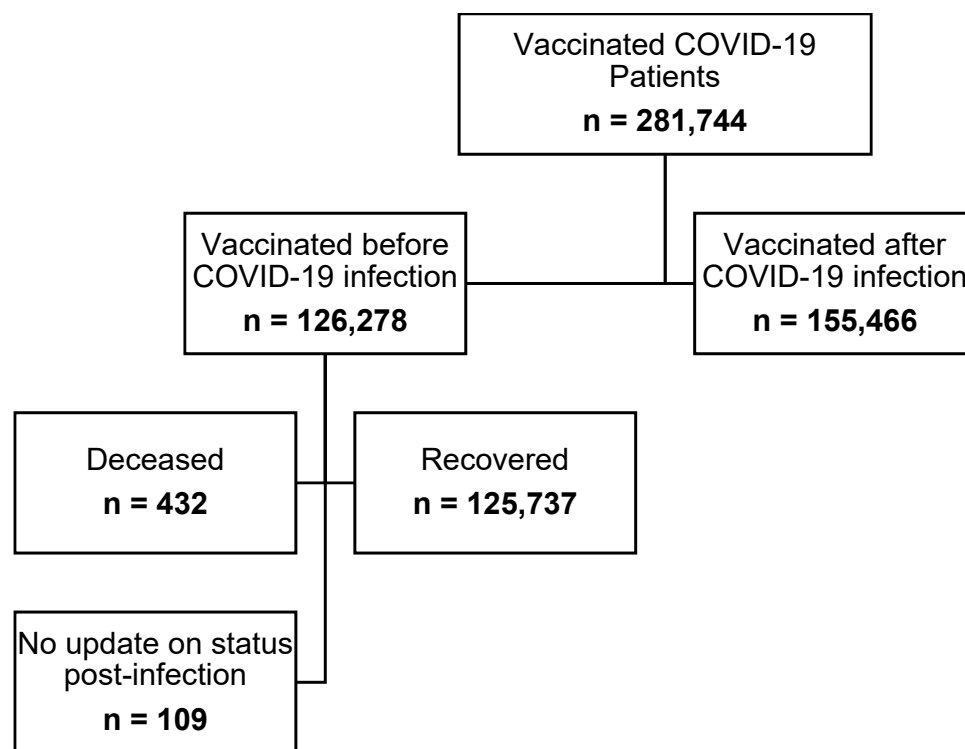 Vaccinated COVID-19
Patients
n = 281,744
Vaccinated before
COVID-19 infection
n = 126,278
Vaccinated after
COVID-19 infection
n = 155,466
Deceased
n = 432
Recovered
n = 125,737
No update on status
post-infection
n = 109